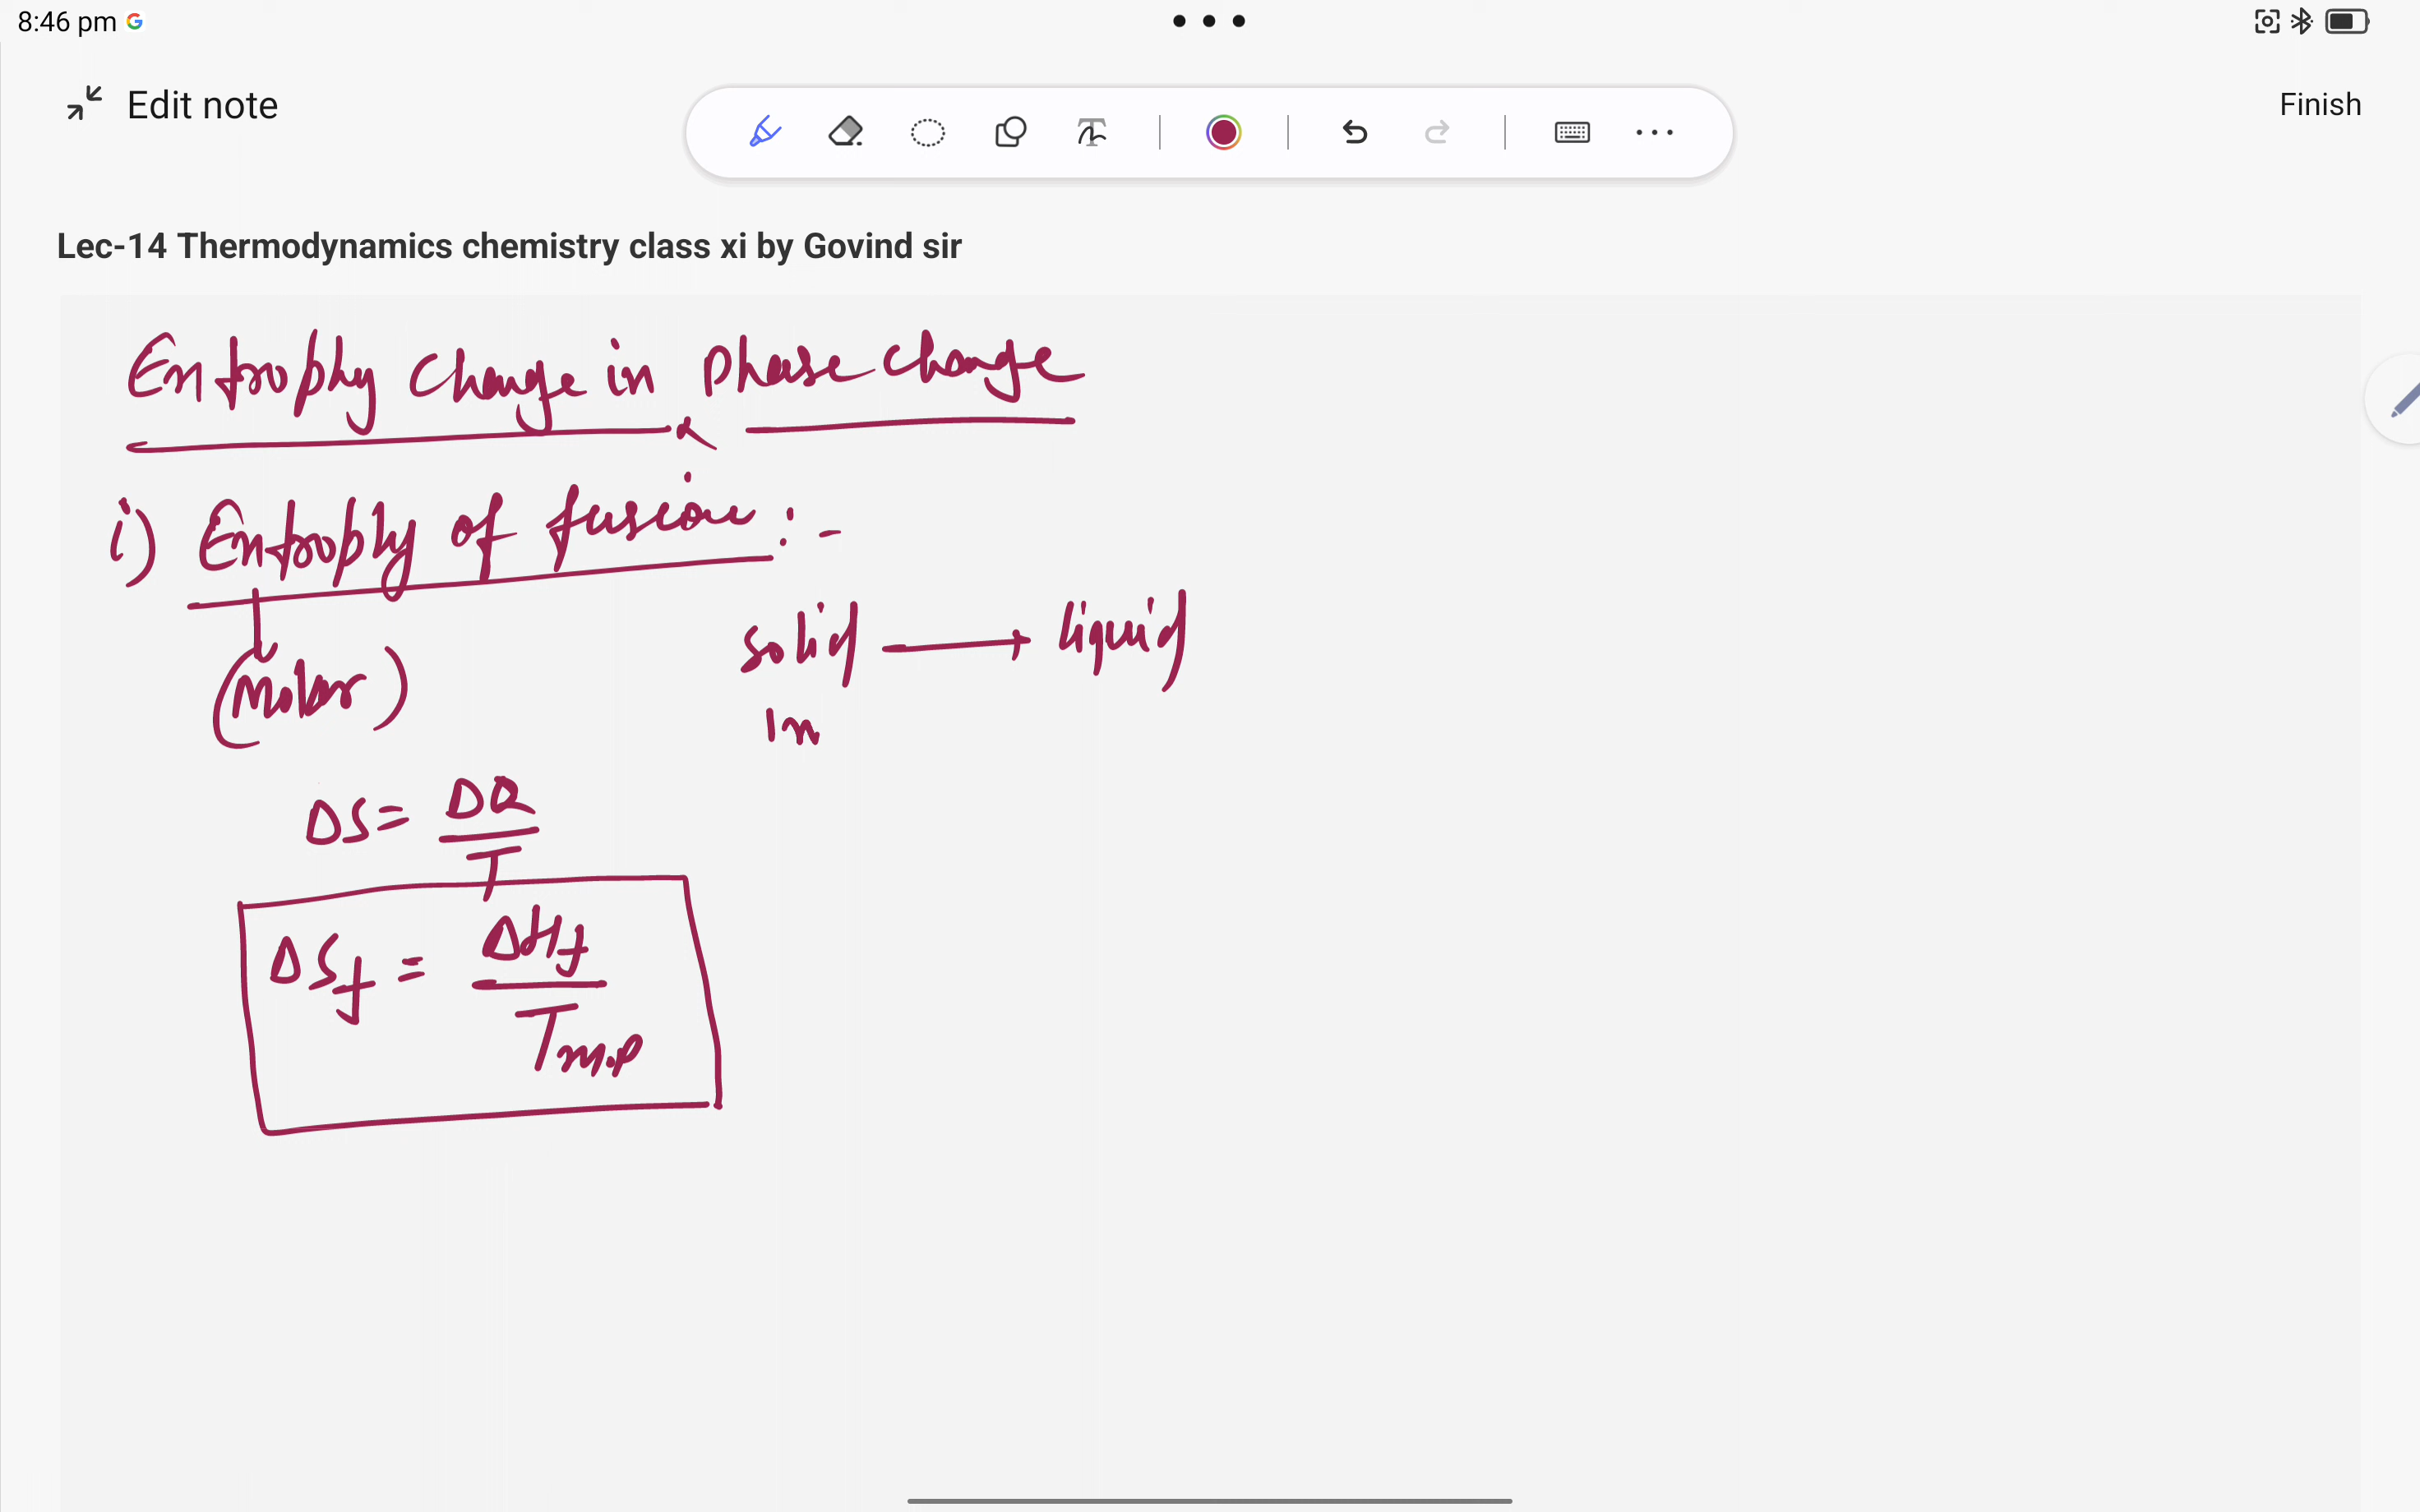 8:46 pm
Edit note
Finish
Lec-14 Thermodynamics chemistry class xi by Govind sir
Entrophy change in phase change
i) Entrophy of fusion :-
(Molar)
solid → liquid
1m
ΔS = ΔQ/T
ΔSf = ΔHf/Tm.p